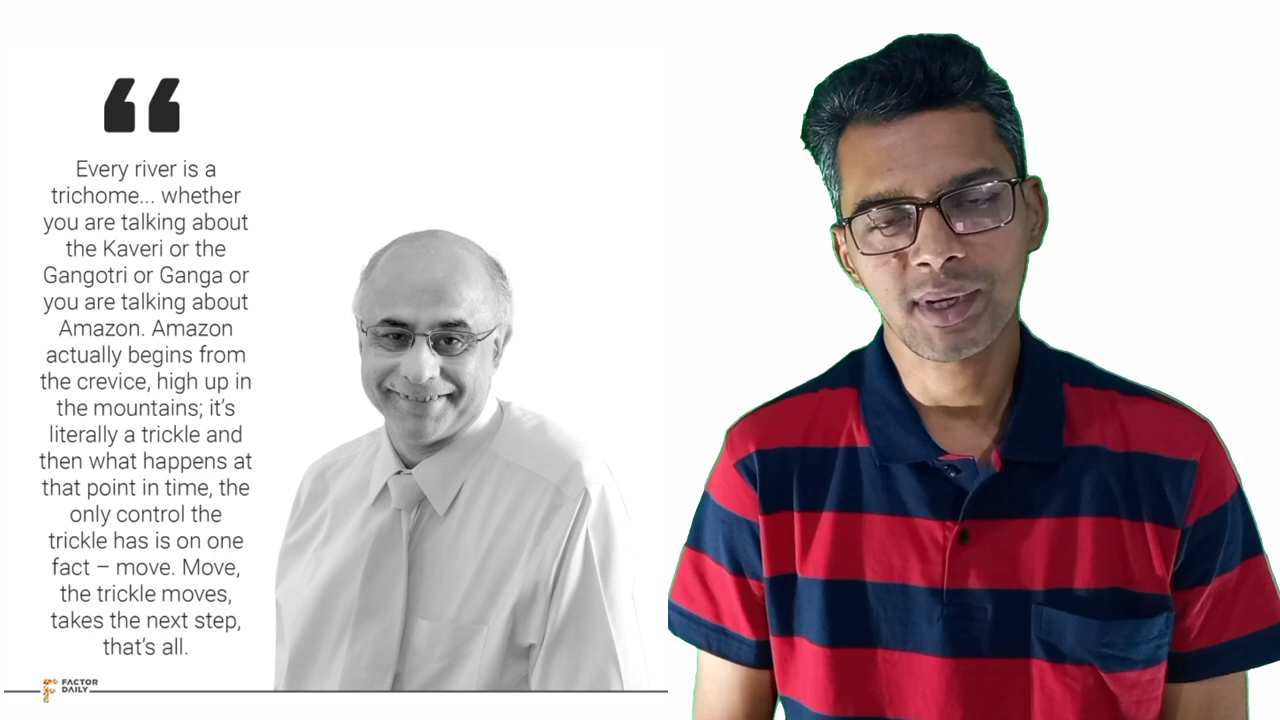 Every river is a
trichome... whether
you are talking about
the Kaveri or the
Gangotri or Ganga or
you are talking about
Amazon. Amazon
actually begins from
the crevice, high up in
the mountains; it's
literally a trickle and
then what happens at
that point in time, the
only control the
trickle has is on one
fact – move. Move,
the trickle moves,
takes the next step,
that's all.
FACTOR
DAILY